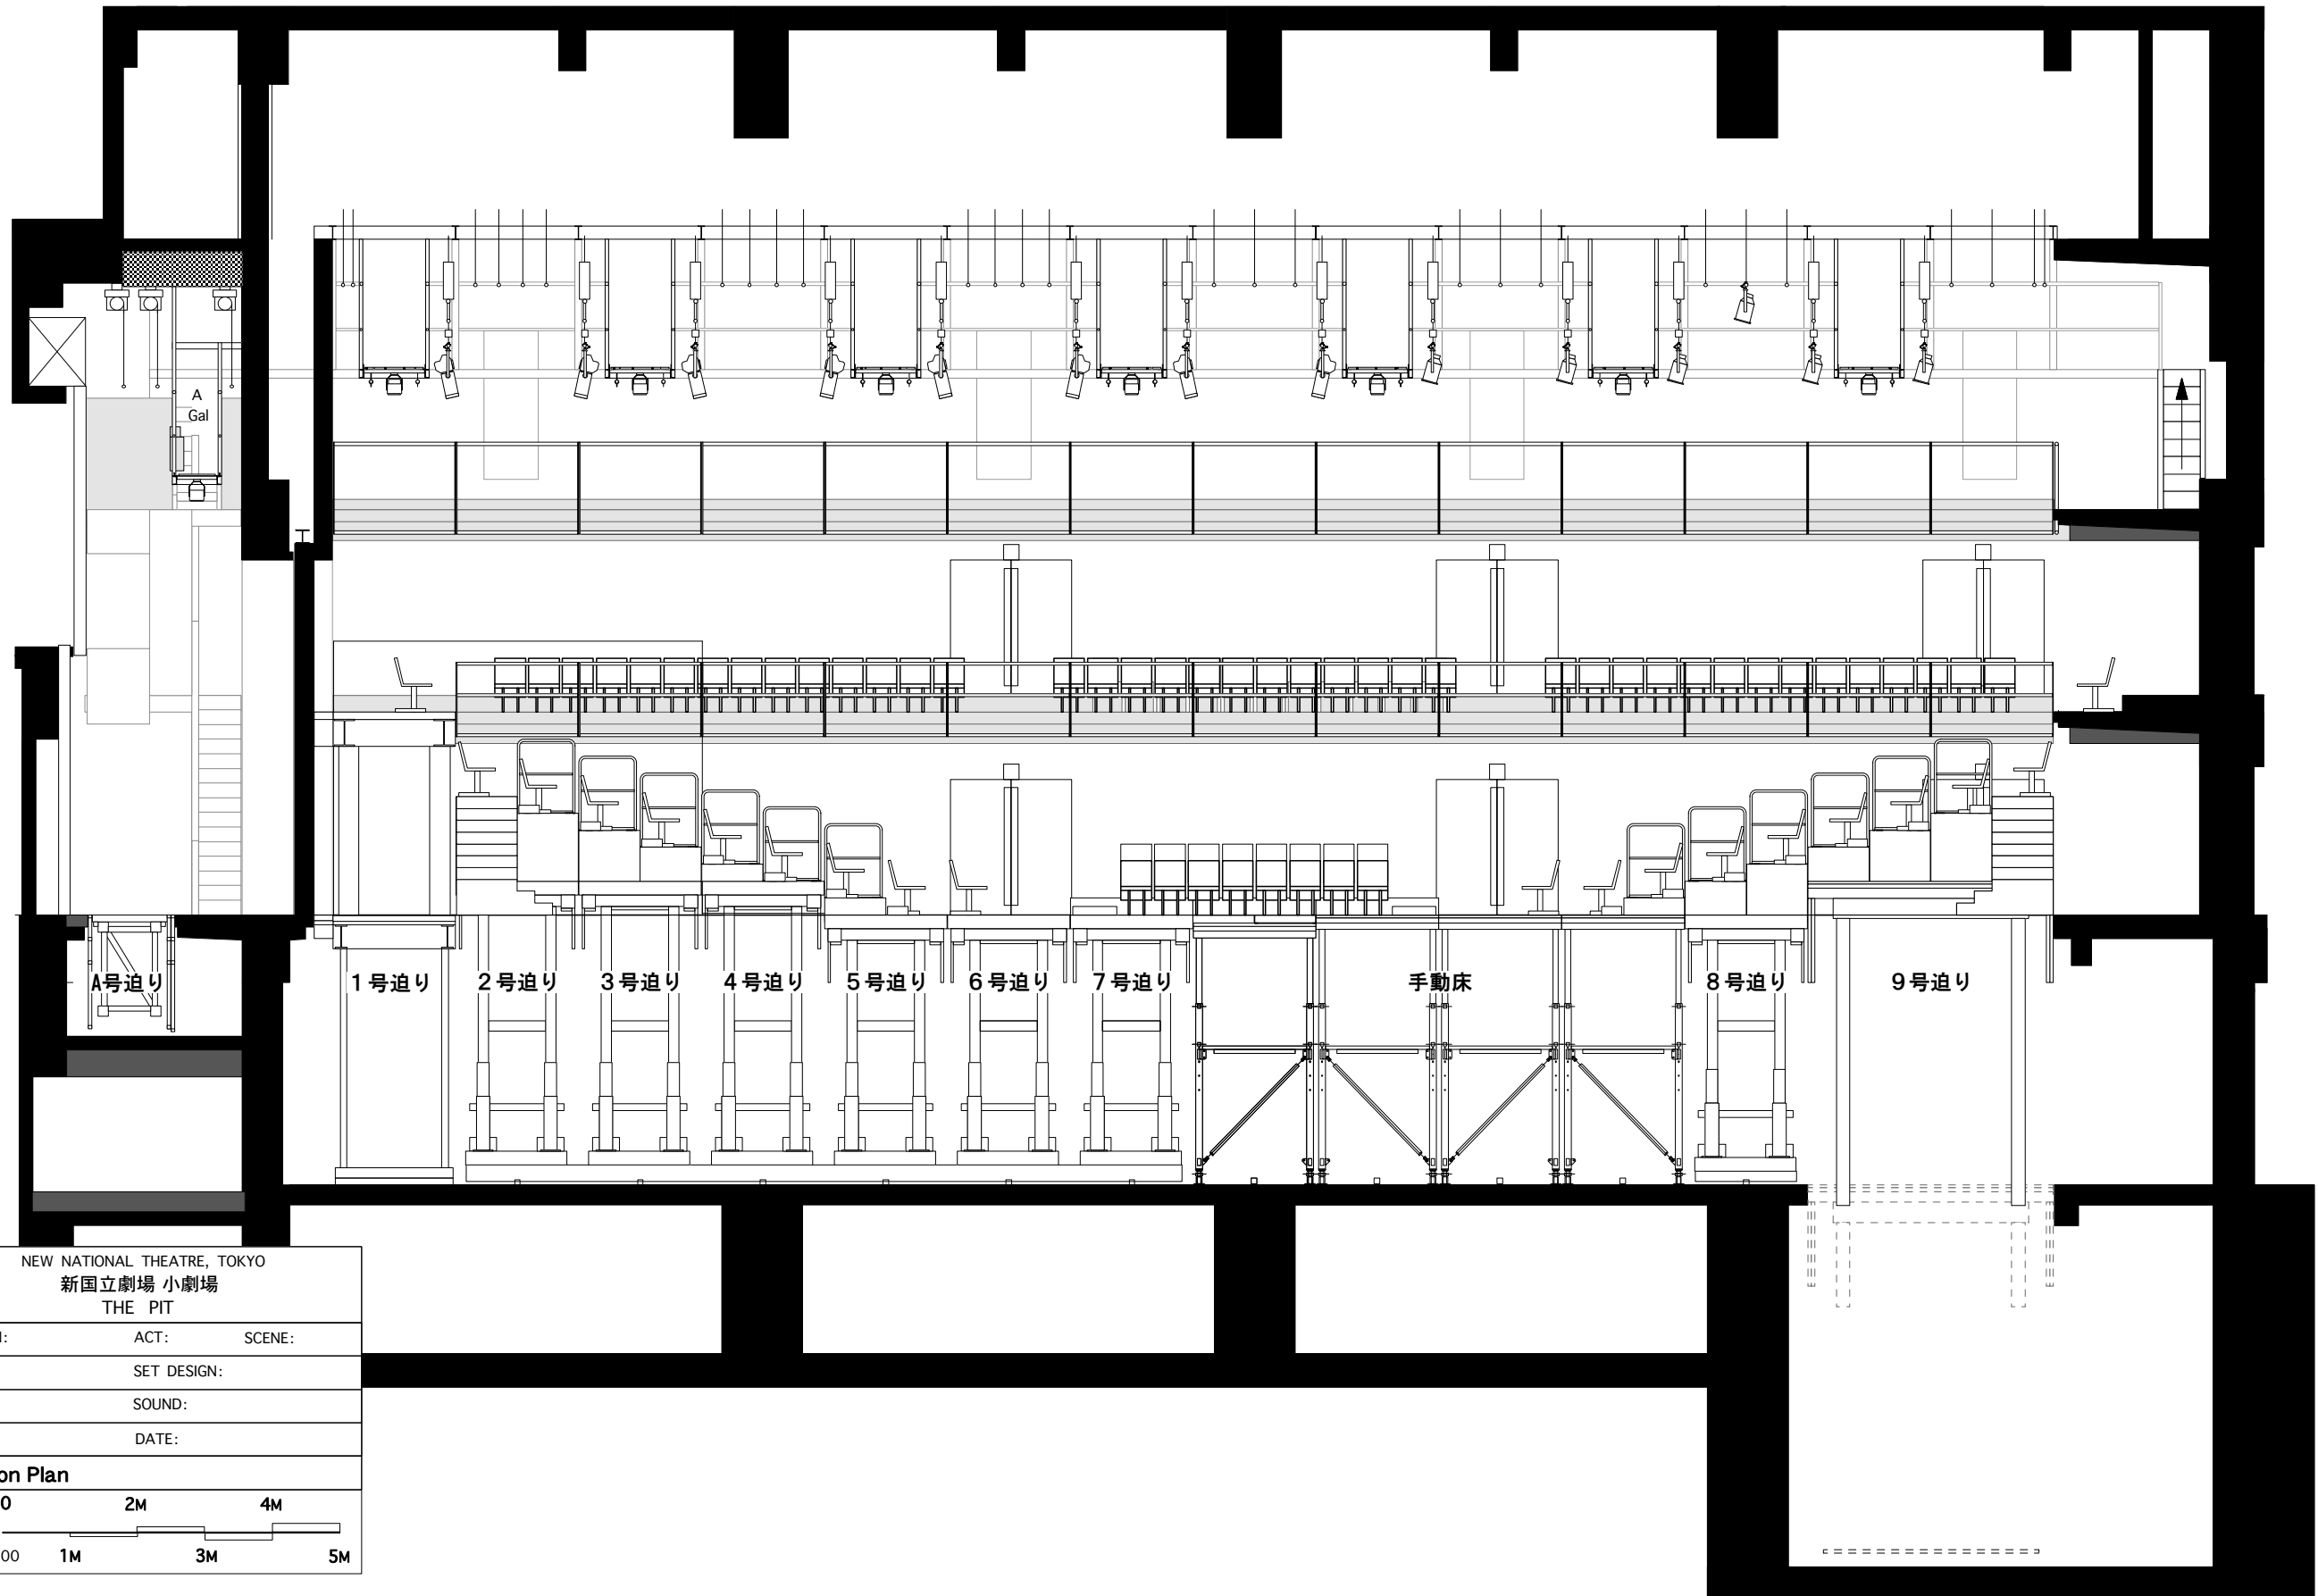 A
Gal
A号迫り
1号迫り
2号迫り
3号迫り
4号迫り
5号迫り
6号迫り
7号迫り
手動床
8号迫り
9号迫り
NEW NATIONAL THEATRE, TOKYO
新国立劇場 小劇場
THE PIT
ACT: SCENE:
SET DESIGN:
SOUND:
DATE:
on Plan
0 2M 4M
00 1M 3M 5M